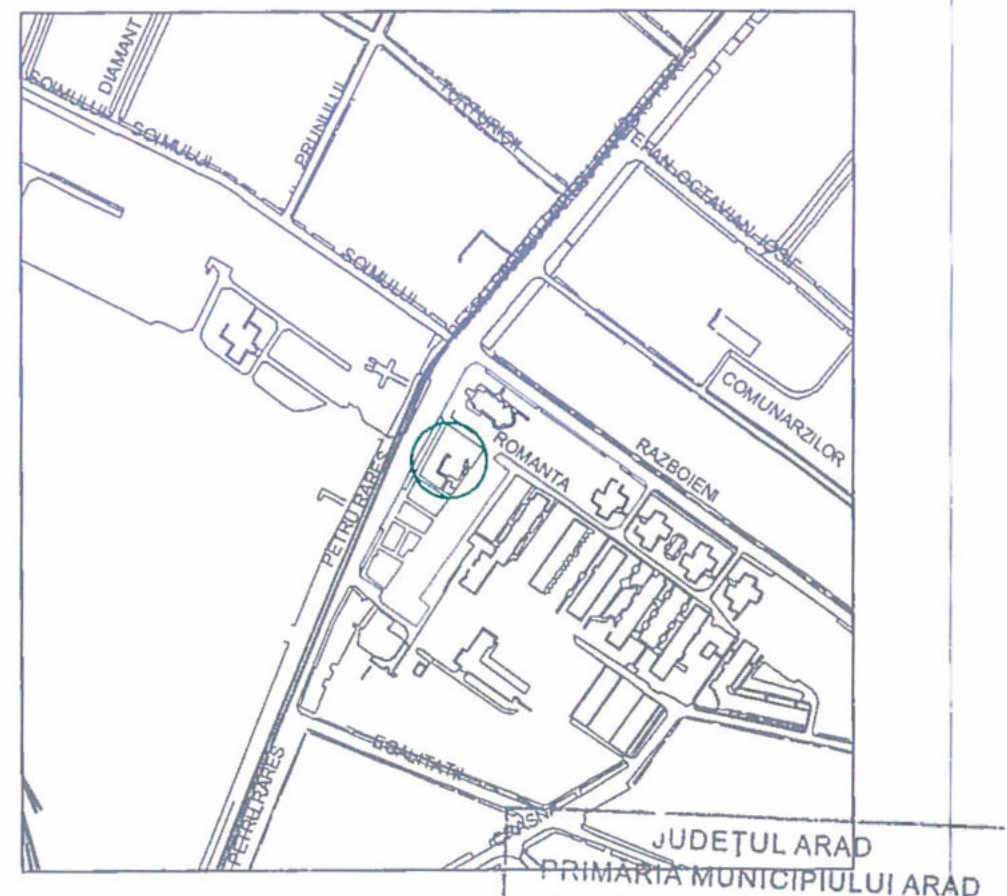 DIAMANT
SOIMULUI
SOIMULUI
PRUNULUI
TURTURICII
SOIMULUI
COMUNARZILOR
RAZBOIENI
ROMANTA
PETRU RARES
EGALITATII
PETRU RARES
JUDEȚUL ARAD
PRIMARIA MUNICIPIULUI ARAD